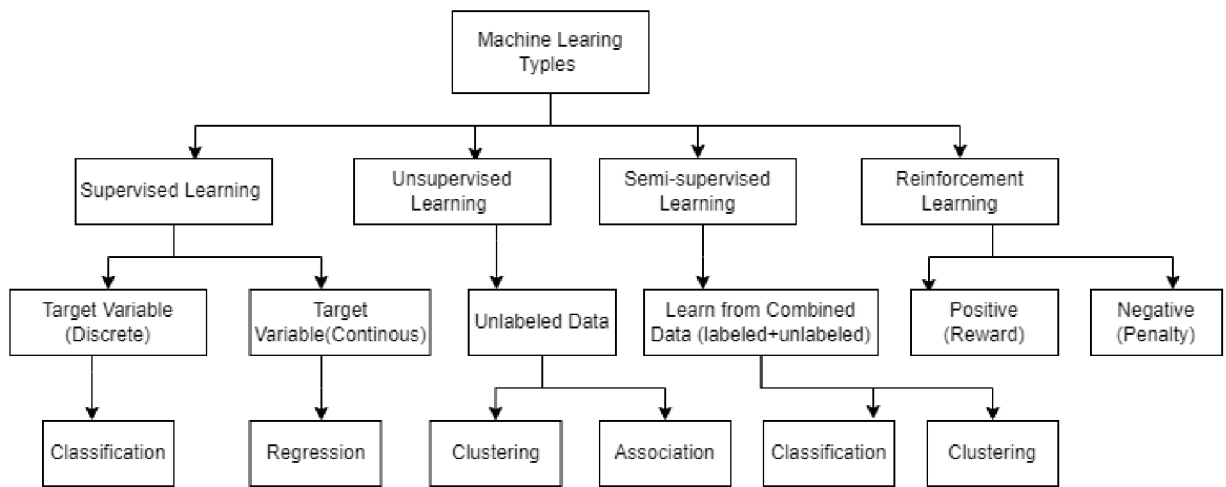 Machine Learing
Typles
Supervised Learning
Unsupervised
Learning
Semi-supervised
Learning
Reinforcement
Learning
Target Variable
(Discrete)
Target
Variable(Continous)
Unlabeled Data
Learn from Combined
Data (labeled+unlabeled)
Positive
(Reward)
Negative
(Penalty)
Classification
Regression
Clustering
Association
Classification
Clustering